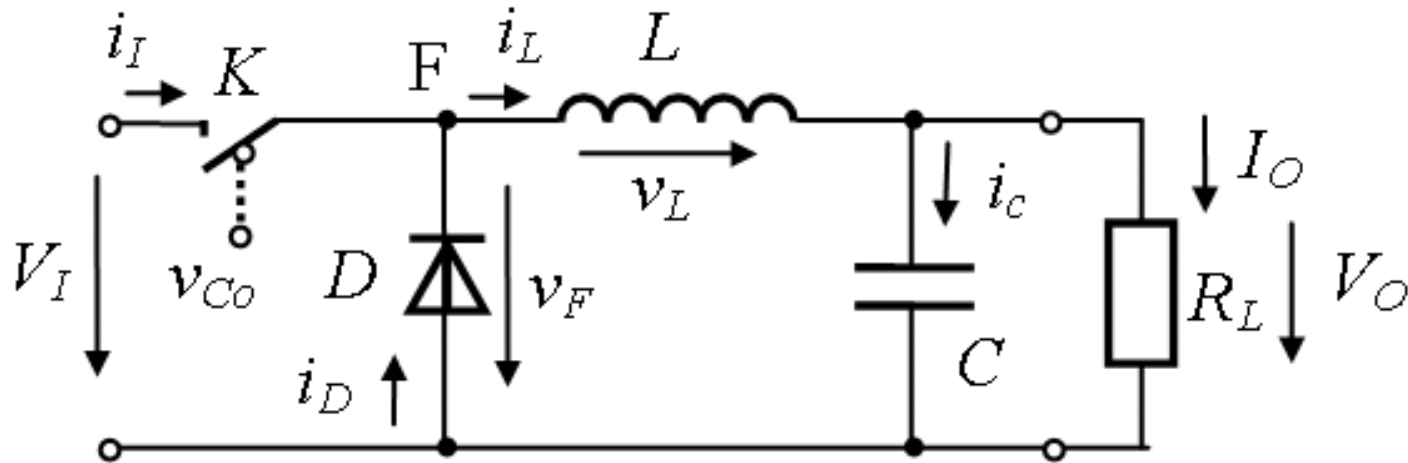 i_I
K
F
i_L
L
v_L
V_I
v_Co
D
v_F
i_D
i_c
C
I_O
R_L
V_O